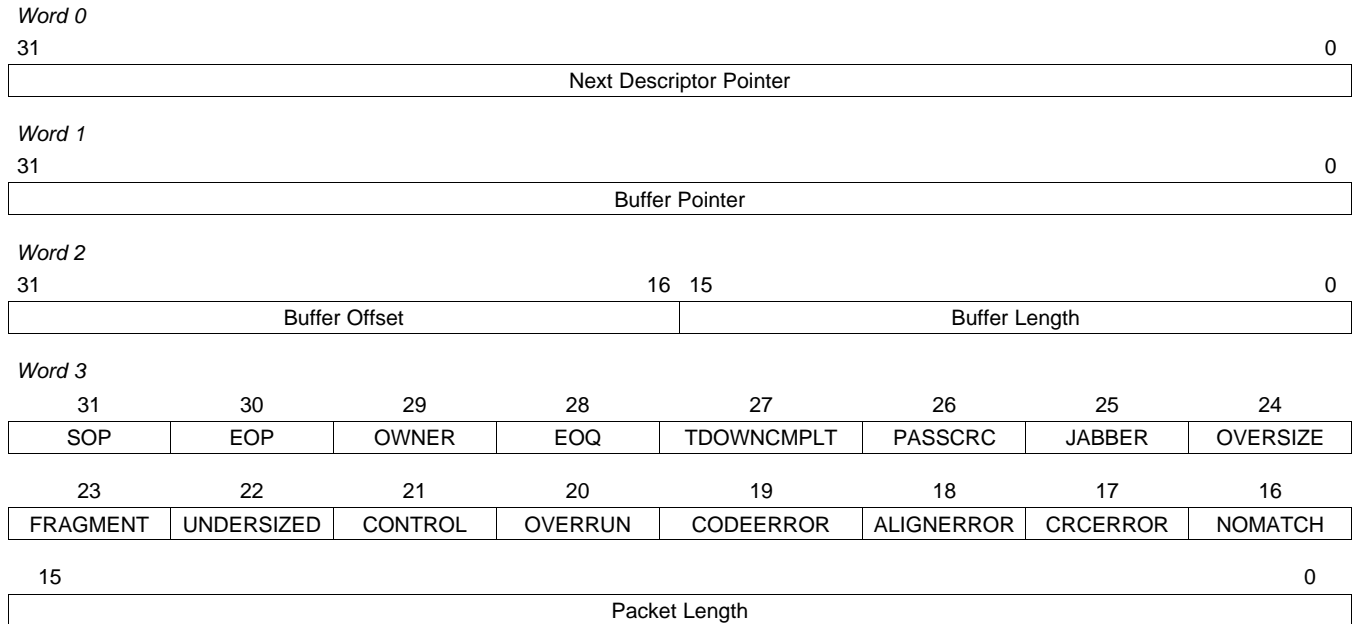 Word 0
31 0
Next Descriptor Pointer
Word 1
31 0
Buffer Pointer
Word 2
31 16 15 0
Buffer Offset Buffer Length
Word 3
31 30 29 28 27 26 25 24
SOP EOP OWNER EOQ TDOWNCMPLT PASSCRC JABBER OVERSIZE
23 22 21 20 19 18 17 16
FRAGMENT UNDERSIZED CONTROL OVERRUN CODEERROR ALIGNERROR CRCERROR NOMATCH
15 0
Packet Length